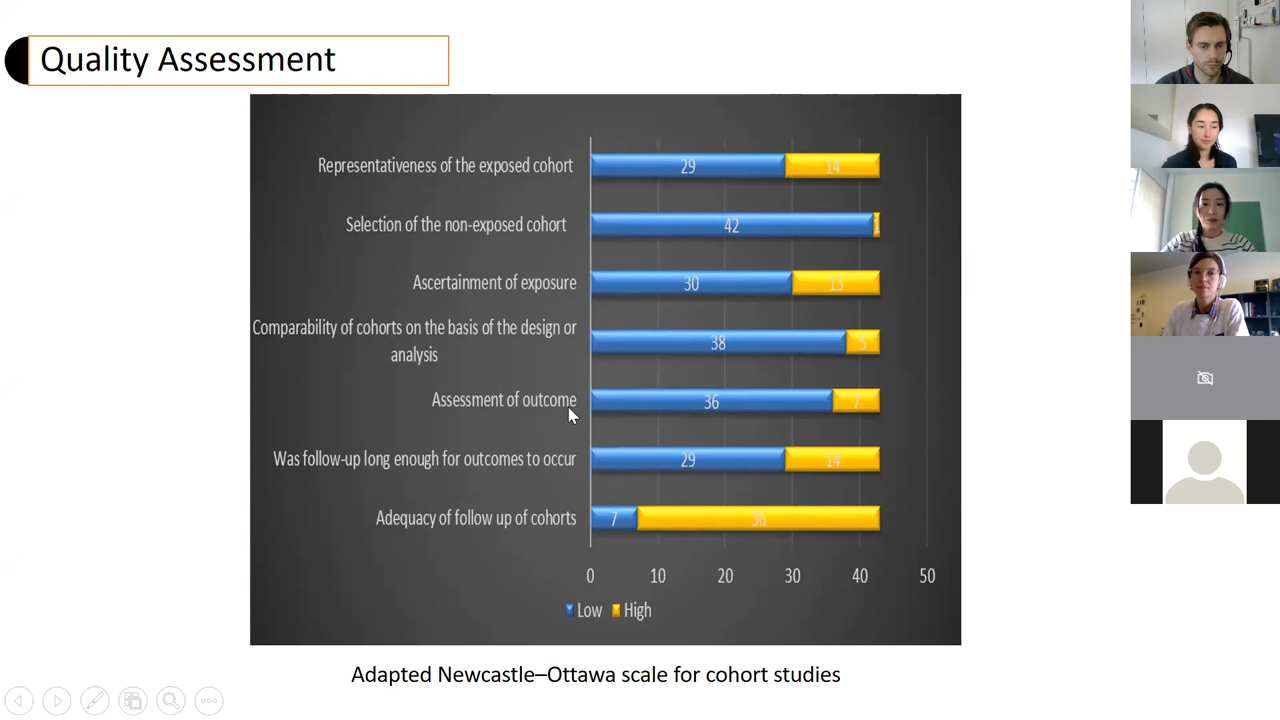 Quality Assessment
Representativeness of the exposed cohort
29
14
Selection of the non-exposed cohort
42
1
Ascertainment of exposure
30
13
Comparability of cohorts on the basis of the design or
analysis
38
5
Assessment of outcome
36
7
Was follow-up long enough for outcomes to occur
29
14
Adequacy of follow up of cohorts
7
36
0 10 20 30 40 50
Low High
Adapted Newcastle–Ottawa scale for cohort studies